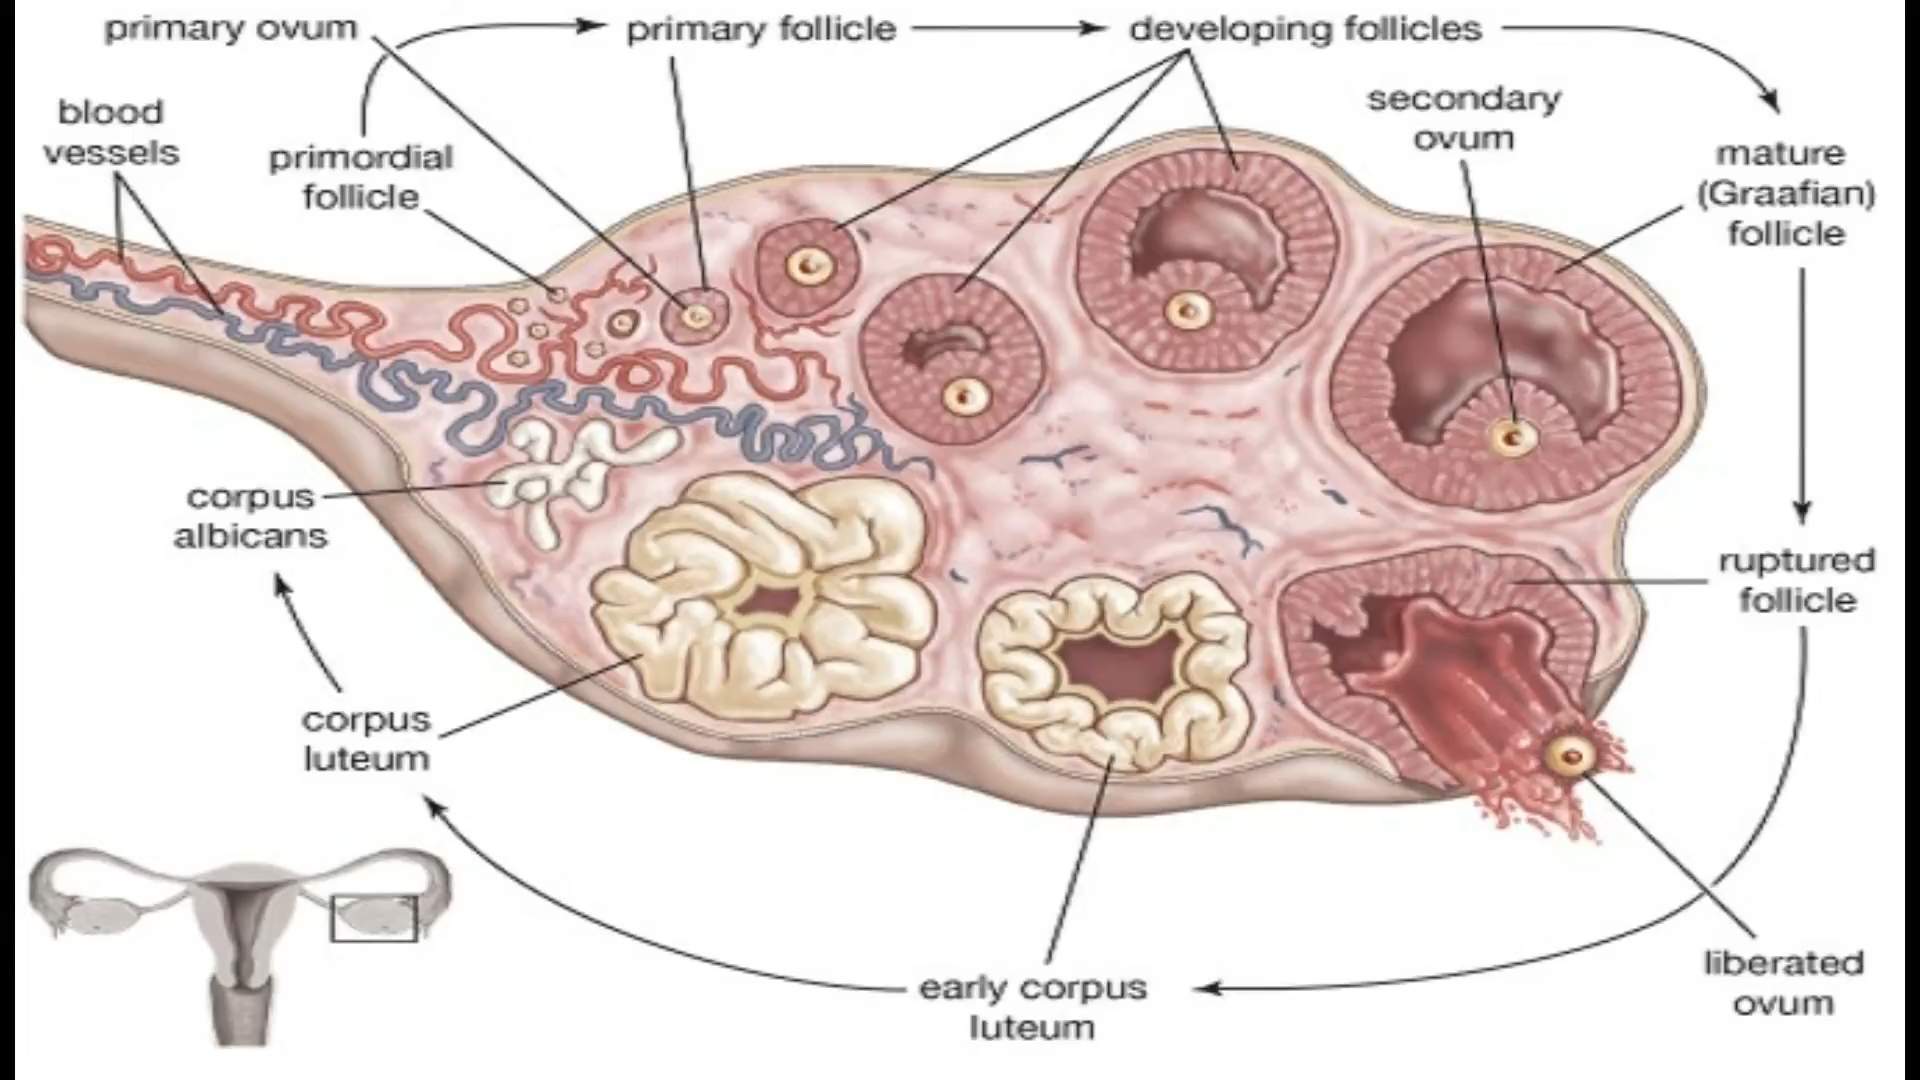 primary ovum
primary follicle
developing follicles
blood
vessels
primordial
follicle
secondary
ovum
mature
(Graafian)
follicle
corpus
albicans
ruptured
follicle
corpus
luteum
early corpus
luteum
liberated
ovum